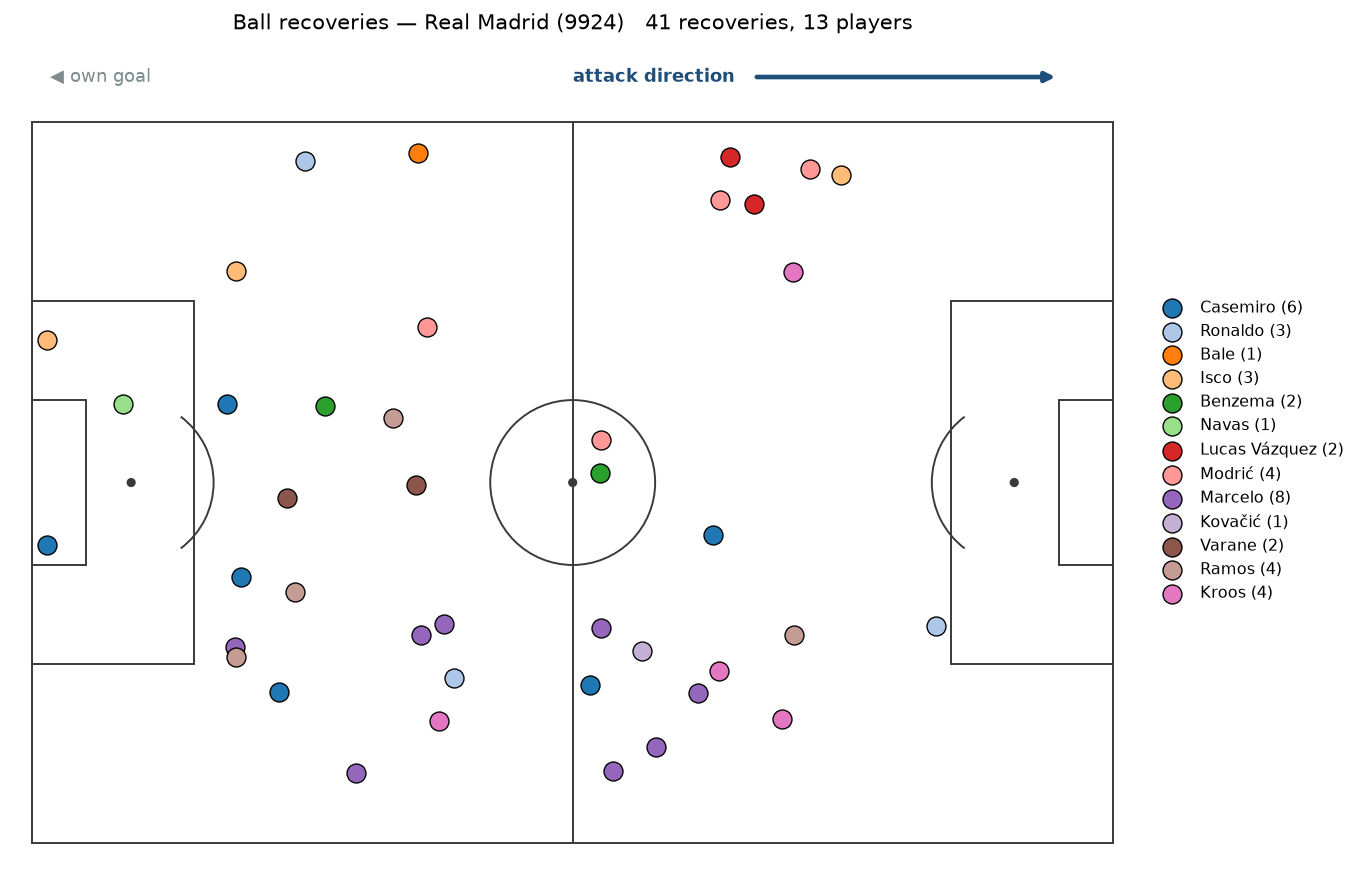 Ball recoveries — Real Madrid (9924)   41 recoveries, 13 players
◀ own goal
attack direction
Casemiro (6)
Ronaldo (3)
Bale (1)
Isco (3)
Benzema (2)
Navas (1)
Lucas Vázquez (2)
Modrić (4)
Marcelo (8)
Kovačić (1)
Varane (2)
Ramos (4)
Kroos (4)